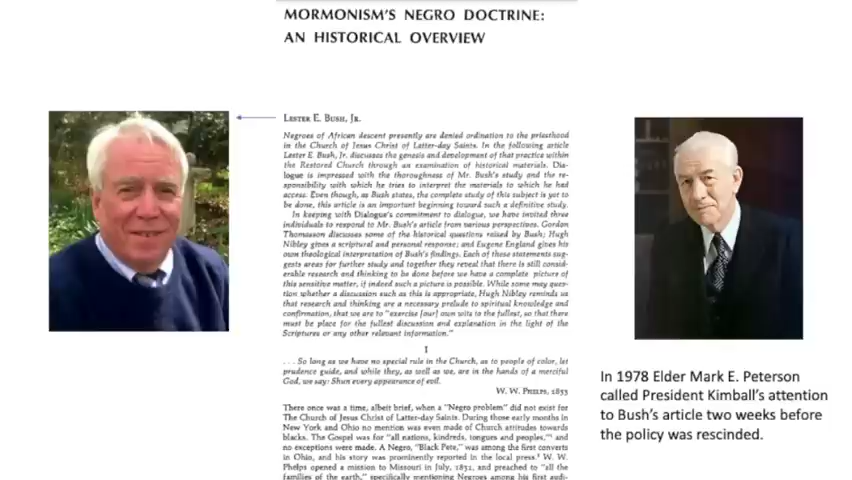 MORMONISM'S NEGRO DOCTRINE:
AN HISTORICAL OVERVIEW
LESTER E. BUSH, JR.
Negroes of African descent presently are denied ordination to the priesthood
in the Church of Jesus Christ of Latter-day Saints. In the following article
Lester E. Bush, Jr. discusses the genesis and development of that practice within
the Restored Church through an examination of historical materials. Dia-
logue is impressed with the thoroughness of Mr. Bush's study and the re-
sponsibility with which he tries to interpret the materials to which he had
access. Even though, as Bush states, the complete study of this subject is yet to
be done, this article is an important beginning toward such a definitive study.
In keeping with Dialogue's commitment to dialogue, we have invited three
individuals to respond to Mr. Bush's article from various perspectives. Gordon
Thomasson discusses some of the historical questions raised by Bush; Hugh
Nibley gives a scriptural and personal response; and Eugene England gives his
own theological interpretation of Bush's findings. Each of these statements sug-
gests areas for further study and together they reveal that there is still consid-
erable research and thinking to be done before we have a complete picture of
this sensitive matter, if indeed such a picture is possible. While some may ques-
tion whether a discussion such as this is appropriate, Hugh Nibley reminds us
that research and thinking are a necessary prelude to spiritual knowledge and
confirmation, that we are to "exercise [our] own wits to the fullest, so that there
must be place for the fullest discussion and explanation in the light of the
Scriptures or any other relevant information."
I
. . . So long as we have no special rule in the Church, as to people of color, let
prudence guide, and while they, as well as we, are in the hands of a merciful
God, we say: Shun every appearance of evil.
W. W. PHELPS, 1833
There once was a time, albeit brief, when a "Negro problem" did not exist for
The Church of Jesus Christ of Latter-day Saints. During those early months in
New York and Ohio no mention was even made of Church attitudes towards
blacks. The Gospel was for "all nations, kindreds, tongues and peoples," and
no exceptions were made. A Negro, "Black Pete," was among the first converts
in Ohio, and his story was prominently reported in the local press. W. W.
Phelps opened a mission to Missouri in July, 1831, and preached to "all the
families of the earth," specifically mentioning Negroes among his first audi-
In 1978 Elder Mark E. Peterson
called President Kimball's attention
to Bush's article two weeks before
the policy was rescinded.